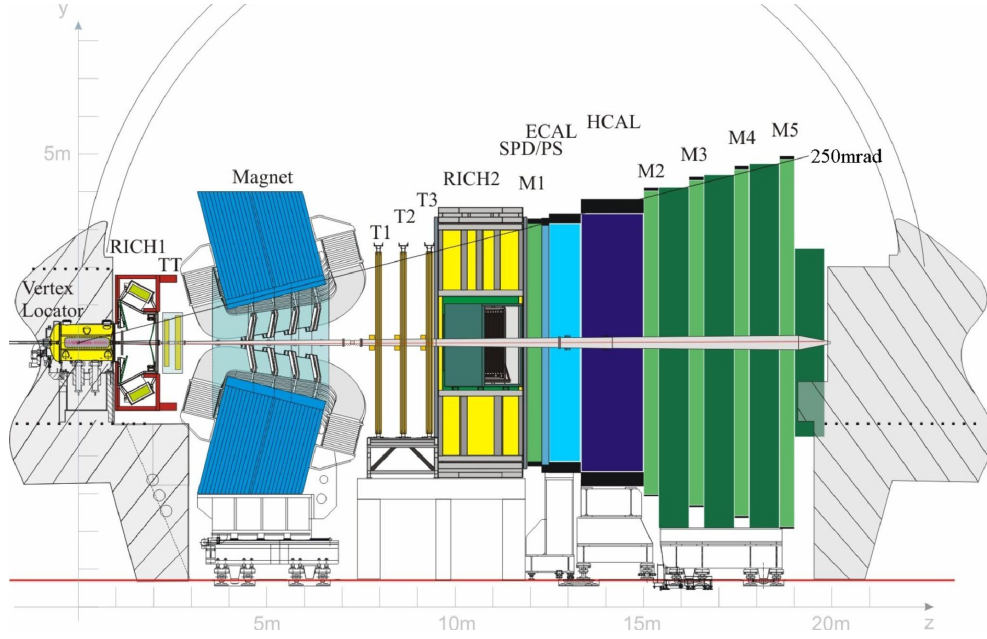 y
5m
Vertex
Locator
RICH1
TT
Magnet
T1
T2
T3
RICH2
M1
SPD/PS
ECAL
HCAL
M2
M3
M4
M5
250mrad
5m
10m
15m
20m
z